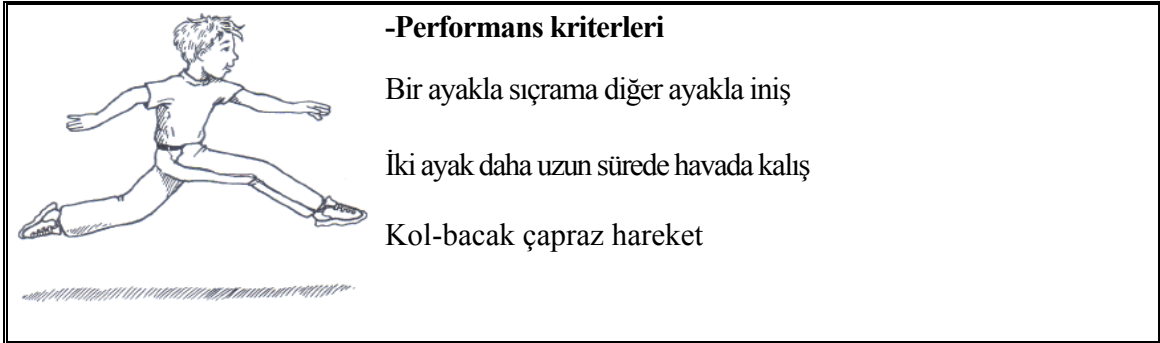 -Performans kriterleri
Bir ayakla sıçrama diğer ayakla iniş
İki ayak daha uzun sürede havada kalış
Kol-bacak çapraz hareket